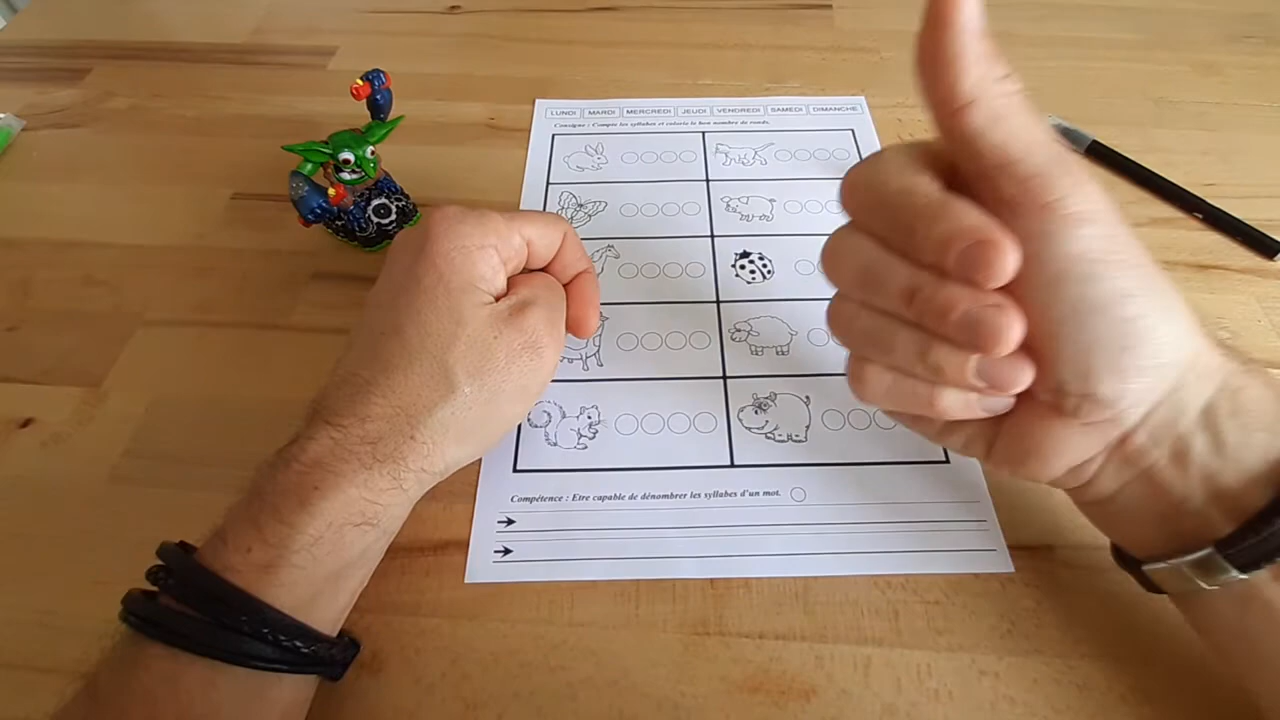 LUNDI MARDI MERCREDI JEUDI VENDREDI SAMEDI DIMANCHE
Consigne : Compte les syllabes et colorie le bon nombre de ronds.
Compétence : Etre capable de dénombrer les syllabes d'un mot.